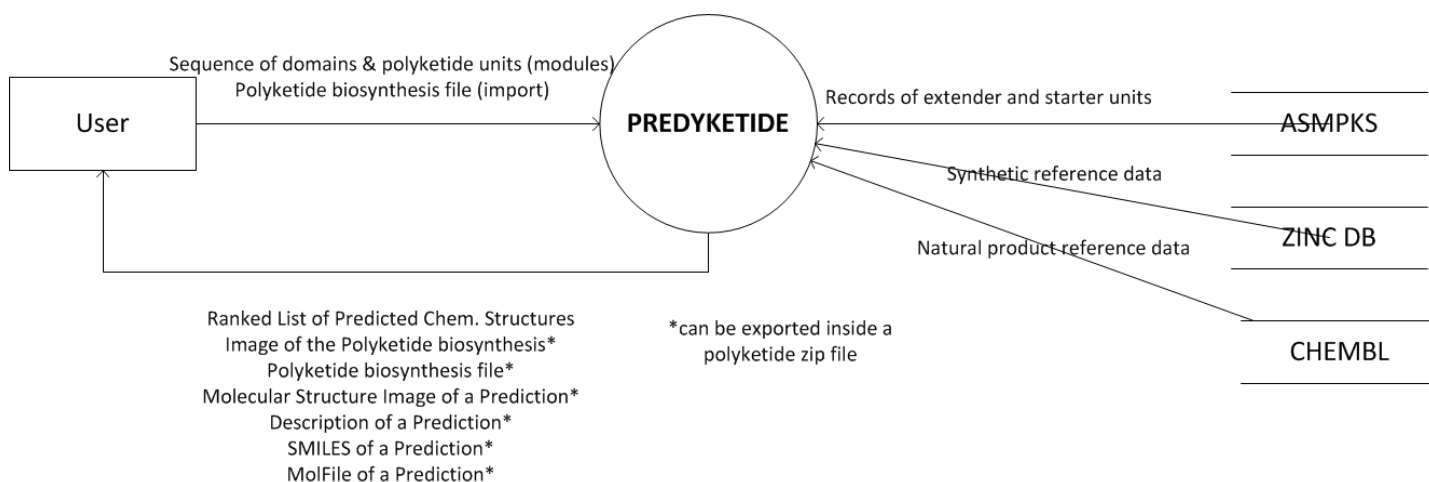 Sequence of domains & polyketide units (modules)
Polyketide biosynthesis file (import)
User
PREDYKETIDE
Records of extender and starter units
ASMPKS
Synthetic reference data
ZINC DB
Natural product reference data
CHEMBL
Ranked List of Predicted Chem. Structures
Image of the Polyketide biosynthesis*
Polyketide biosynthesis file*
Molecular Structure Image of a Prediction*
Description of a Prediction*
SMILES of a Prediction*
MolFile of a Prediction*
*can be exported inside a
polyketide zip file